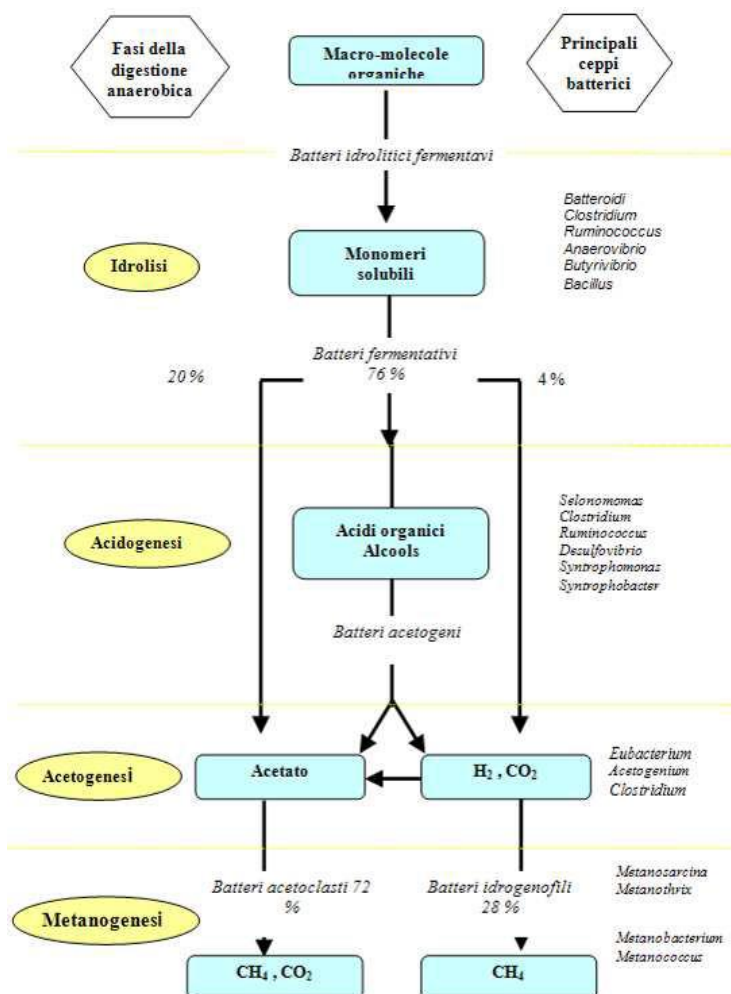 Fasi della
digestione
anaerobica
Macro-molecole
organiche
Principali
ceppi
batterici
Batteri idrolitici fermentavi
Batteroidi
Clostridium
Ruminococcus
Anaerovibrio
Butyrivibrio
Bacillus
Idrolisi
Monomeri
solubili
Batteri fermentativi
20 %
76 %
4 %
Acidogenesi
Acidi organici
Alcools
Selonomomas
Clostridium
Ruminococcus
Desulfovibrio
Syntrophomonas
Syntrophobacter
Batteri acetogeni
Acetogenesi
Acetato
H2 , CO2
Eubacterium
Acetogenium
Clostridium
Metanogenesi
Batteri acetoclasti 72
%
Batteri idrogenofili
28 %
Metanosarcina
Metanothrix
Metanobacterium
Metanococcus
CH4 , CO2
CH4